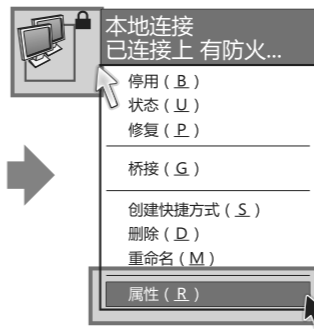 本地连接
已连接上 有防火...
停用 ( B )
状态 ( U )
修复 ( P )
桥接 ( G )
创建快捷方式 ( S )
删除 ( D )
重命名 ( M )
属性 ( R )